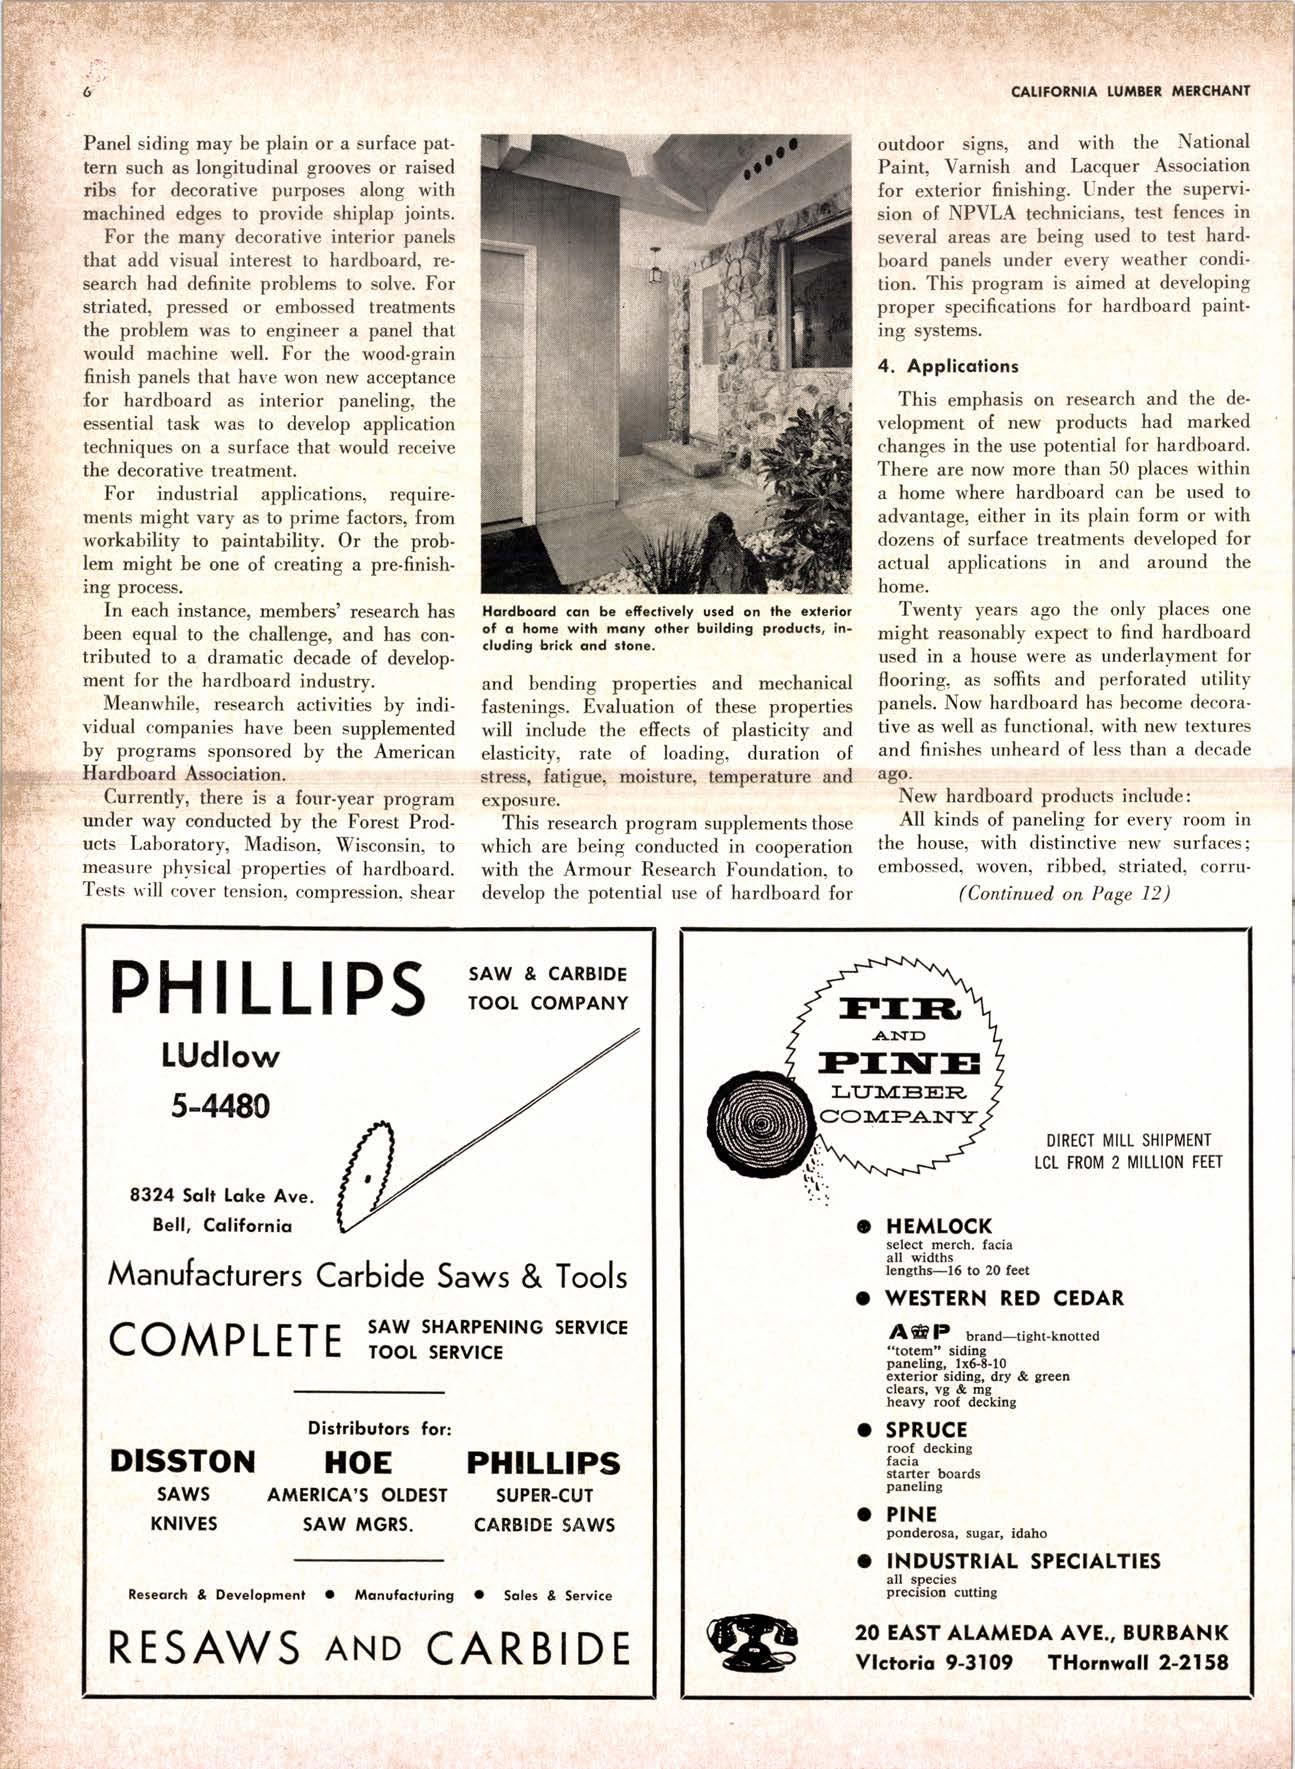 6
CALIFORNIA LUMBER MERCHANT
Panel siding may be plain or a surface pat-
tern such as longitudinal grooves or raised
ribs for decorative purposes along with
machined edges to provide shiplap joints.
For the many decorative interior panels
that add visual interest to hardboard, re-
search had definite problems to solve. For
striated, pressed or embossed treatments
the problem was to engineer a panel that
would machine well. For the wood-grain
finish panels that have won new acceptance
for hardboard as interior paneling, the
essential task was to develop application
techniques on a surface that would receive
the decorative treatment.
For industrial applications, require-
ments might vary as to prime factors, from
workability to paintability. Or the prob-
lem might be one of creating a pre-finish-
ing process.
In each instance, members' research has
been equal to the challenge, and has con-
tributed to a dramatic decade of develop-
ment for the hardboard industry.
Meanwhile, research activities by indi-
vidual companies have been supplemented
by programs sponsored by the American
Hardboard Association.
Currently, there is a four-year program
under way conducted by the Forest Prod-
ucts Laboratory, Madison, Wisconsin, to
measure physical properties of hardboard.
Tests will cover tension, compression, shear
Hardboard can be effectively used on the exterior
of a home with many other building products, in-
cluding brick and stone.
and bending properties and mechanical
fastenings. Evaluation of these properties
will include the effects of plasticity and
elasticity, rate of loading, duration of
stress, fatigue, moisture, temperature and
exposure.
This research program supplements those
which are being conducted in cooperation
with the Armour Research Foundation, to
develop the potential use of hardboard for
outdoor signs, and with the National
Paint, Varnish and Lacquer Association
for exterior finishing. Under the supervi-
sion of NPVLA technicians, test fences in
several areas are being used to test hard-
board panels under every weather condi-
tion. This program is aimed at developing
proper specifications for hardboard paint-
ing systems.
4. Applications
This emphasis on research and the de-
velopment of new products had marked
changes in the use potential for hardboard.
There are now more than 50 places within
a home where hardboard can be used to
advantage, either in its plain form or with
dozens of surface treatments developed for
actual applications in and around the
home.
Twenty years ago the only places one
might reasonably expect to find hardboard
used in a house were as underlayment for
flooring, as soffits and perforated utility
panels. Now hardboard has become decora-
tive as well as functional, with new textures
and finishes unheard of less than a decade
ago.
New hardboard products include:
All kinds of paneling for every room in
the house, with distinctive new surfaces;
embossed, woven, ribbed, striated, corru-
(Continued on Page 12)
PHILLIPS
SAW & CARBIDE
TOOL COMPANY
LUdlow
5-4480
8324 Salt Lake Ave.
Bell, California
Manufacturers Carbide Saws & Tools
COMPLETE
SAW SHARPENING SERVICE
TOOL SERVICE
Distributors for:
DISSTON HOE PHILLIPS
SAWS AMERICA'S OLDEST SUPER-CUT
KNIVES SAW MGRS. CARBIDE SAWS
Research & Development ● Manufacturing ● Sales & Service
RESAWS AND CARBIDE
FIR
AND
PINE
LUMBER
COMPANY
DIRECT MILL SHIPMENT
LCL FROM 2 MILLION FEET
● HEMLOCK
select merch. facia
all widths
lengths—16 to 20 feet
● WESTERN RED CEDAR
A P brand—tight-knotted
"totem" siding
paneling, 1x6-8-10
exterior siding, dry & green
clears, vg & mg
heavy roof decking
● SPRUCE
roof decking
facia
starter boards
paneling
● PINE
ponderosa, sugar, idaho
● INDUSTRIAL SPECIALTIES
all species
precision cutting
20 EAST ALAMEDA AVE., BURBANK
VIctoria 9-3109 THornwall 2-2158